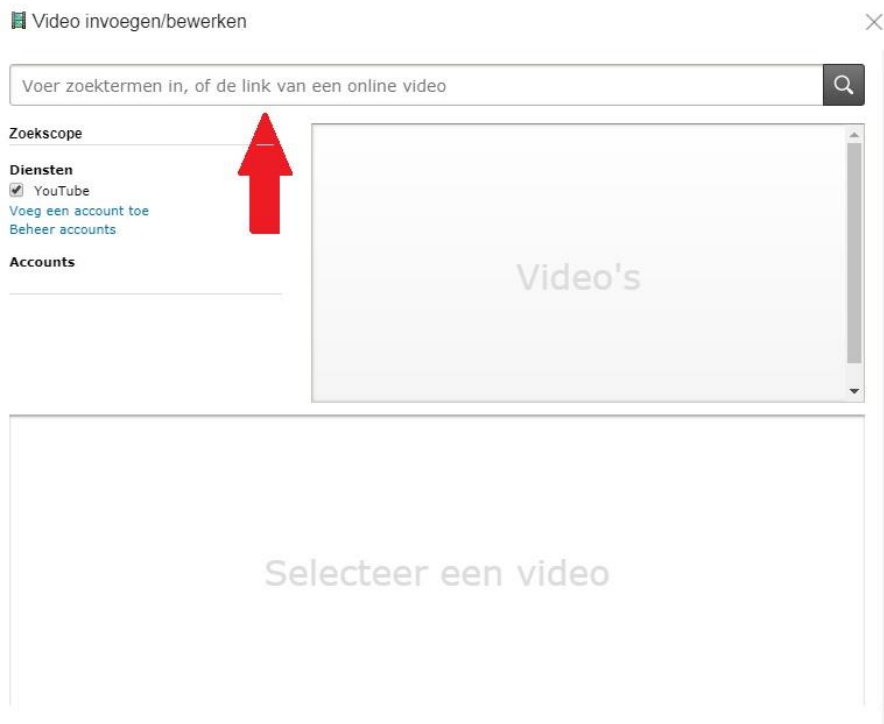 Video invoegen/bewerken
Voer zoektermen in, of de link van een online video
Zoekscope
Diensten
YouTube
Voeg een account toe
Beheer accounts
Accounts
Video's
Selecteer een video